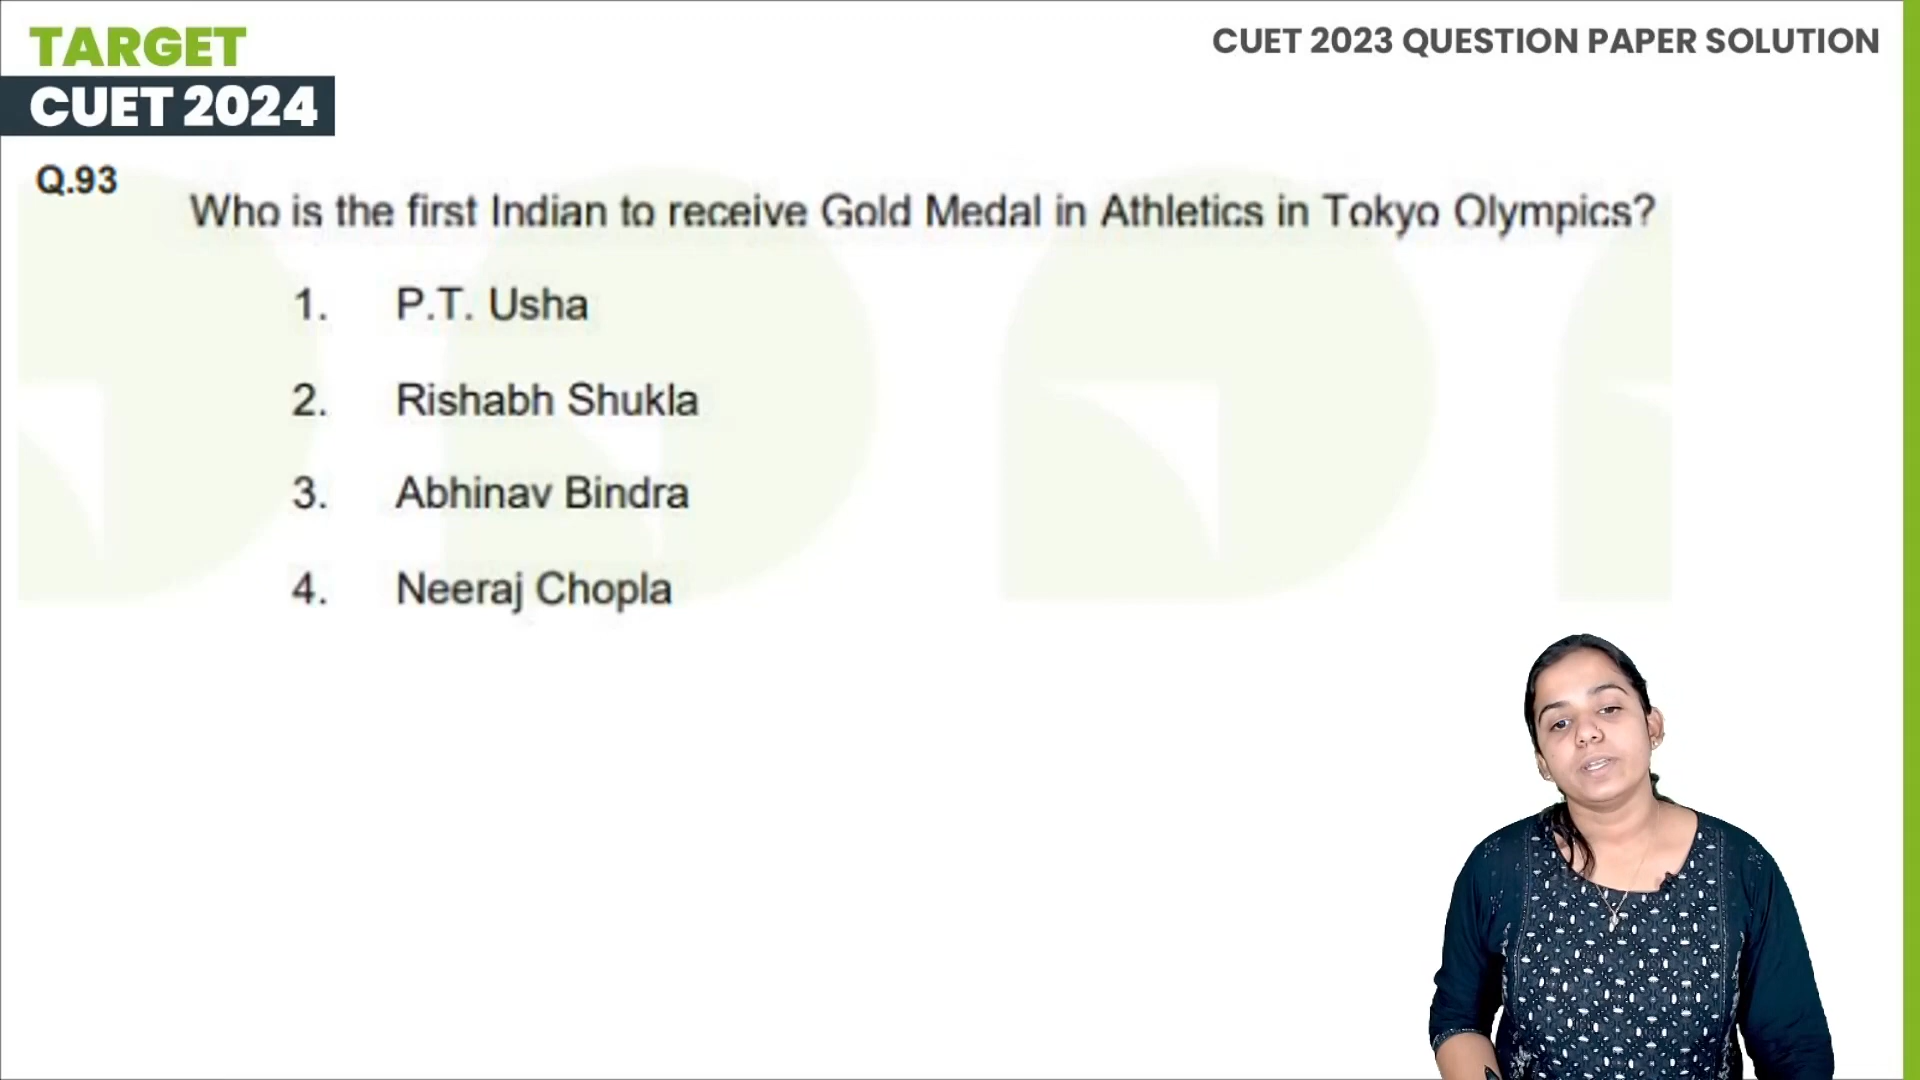 TARGET
CUET 2024
CUET 2023 QUESTION PAPER SOLUTION
Q.93
Who is the first Indian to receive Gold Medal in Athletics in Tokyo Olympics?
1. P.T. Usha
2. Rishabh Shukla
3. Abhinav Bindra
4. Neeraj Chopla